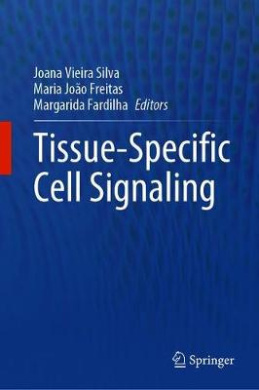 Joana Vieira Silva
Maria João Freitas
Margarida Fardilha Editors
Tissue-Specific
Cell Signaling
Springer